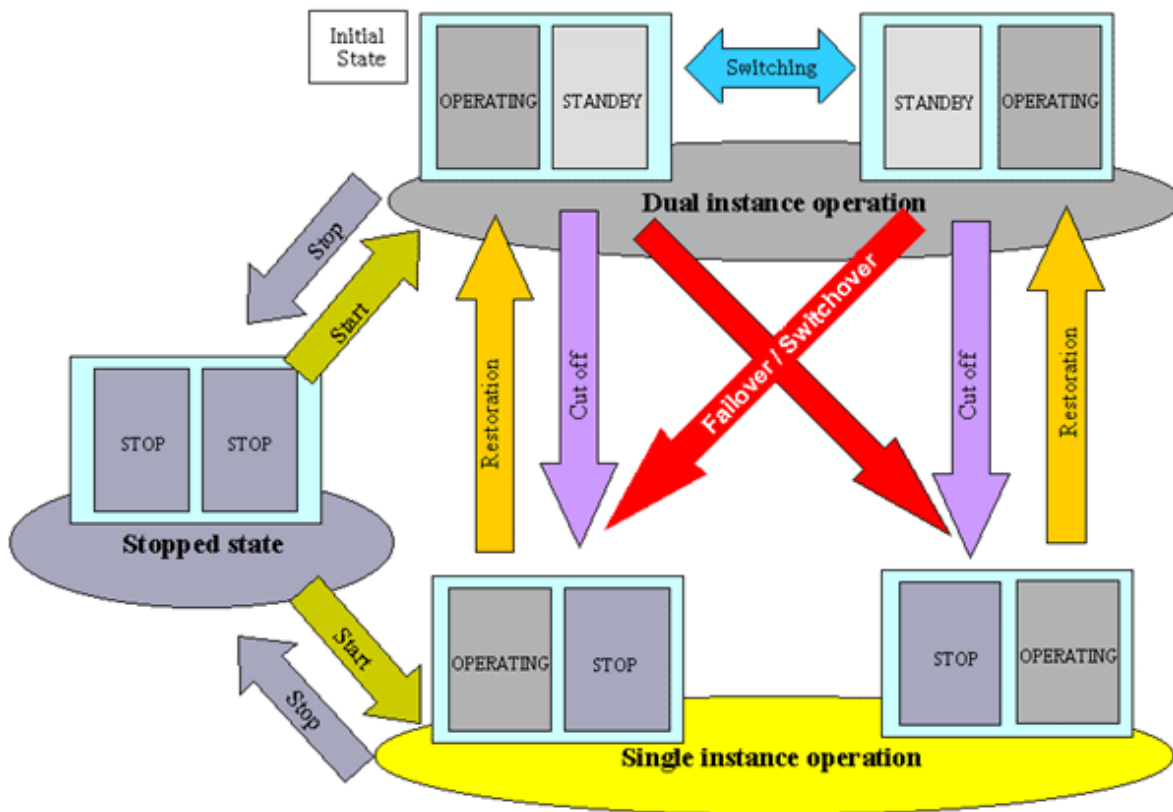 Initial
State
OPERATING
STANDBY
Switching
STANDBY
OPERATING
Dual instance operation
Stop
Start
Restoration
Cut off
Failover / Switchover
Cut off
Restoration
STOP
STOP
Stopped state
Start
Stop
OPERATING
STOP
STOP
OPERATING
Single instance operation